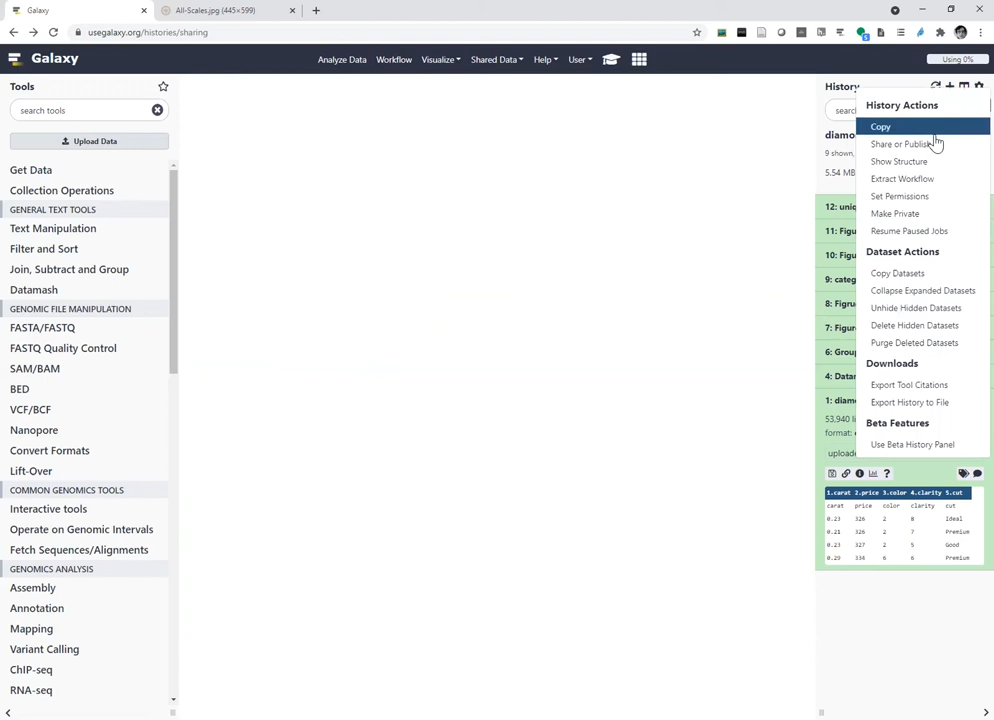 Galaxy
All-Scales.jpg (445×599)
usegalaxy.org/histories/sharing
Galaxy
Analyze Data
Workflow
Visualize
Shared Data
Help
User
Using 0%
Tools
search tools
Upload Data
Get Data
Collection Operations
GENERAL TEXT TOOLS
Text Manipulation
Filter and Sort
Join, Subtract and Group
Datamash
GENOMIC FILE MANIPULATION
FASTA/FASTQ
FASTQ Quality Control
SAM/BAM
BED
VCF/BCF
Nanopore
Convert Formats
Lift-Over
COMMON GENOMICS TOOLS
Interactive tools
Operate on Genomic Intervals
Fetch Sequences/Alignments
GENOMICS ANALYSIS
Assembly
Annotation
Mapping
Variant Calling
ChIP-seq
RNA-seq
History
9 shown,
5.54 MB
12: uniq
11: Figu
10: Figu
9: categ
8: Figru
7: Figur
6: Grou
4: Datar
1: diamo
53,940 li
format:
uploade
History Actions
Copy
Share or Publish
Show Structure
Extract Workflow
Set Permissions
Make Private
Resume Paused Jobs
Dataset Actions
Copy Datasets
Collapse Expanded Datasets
Unhide Hidden Datasets
Delete Hidden Datasets
Purge Deleted Datasets
Downloads
Export Tool Citations
Export History to File
Beta Features
Use Beta History Panel
1.carat 2.price 3.color 4.clarity 5.cut
carat price color clarity cut
0.23 326 2 8 Ideal
0.21 326 2 7 Premium
0.23 327 2 5 Good
0.29 334 6 6 Premium